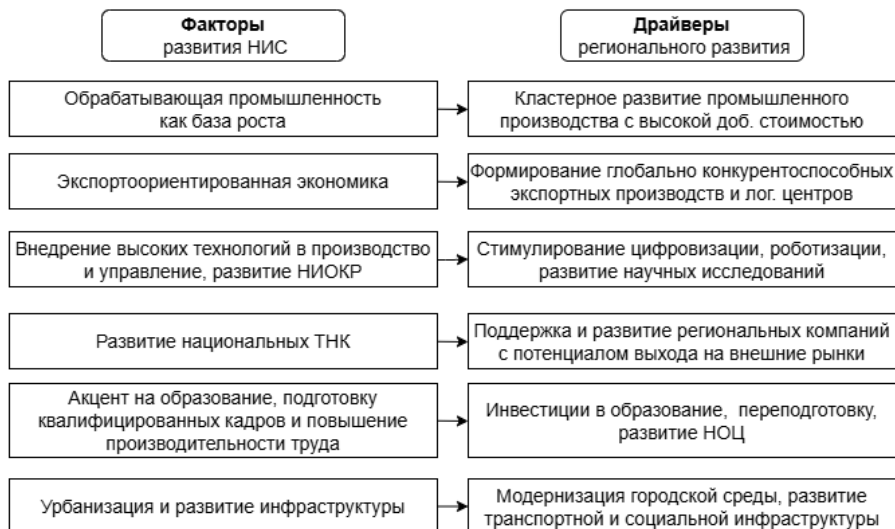 Факторы
развития НИС
Драйверы
регионального развития
Обрабатывающая промышленность
как база роста
Кластерное развитие промышленного
производства с высокой доб. стоимостью
Экспортоориентированная экономика
Формирование глобально конкурентоспособных
экспортных производств и лог. центров
Внедрение высоких технологий в производство
и управление, развитие НИОКР
Стимулирование цифровизации, роботизации,
развитие научных исследований
Развитие национальных ТНК
Поддержка и развитие региональных компаний
с потенциалом выхода на внешние рынки
Акцент на образование, подготовку
квалифицированных кадров и повышение
производительности труда
Инвестиции в образование, переподготовку,
развитие НОЦ
Урбанизация и развитие инфраструктуры
Модернизация городской среды, развитие
транспортной и социальной инфраструктуры